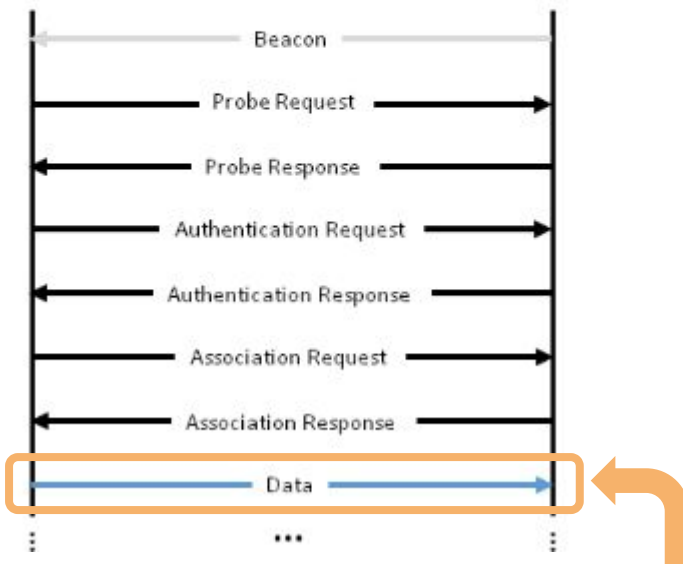 Beacon
Probe Request
Probe Response
Authentication Request
Authentication Response
Association Request
Association Response
Data
...